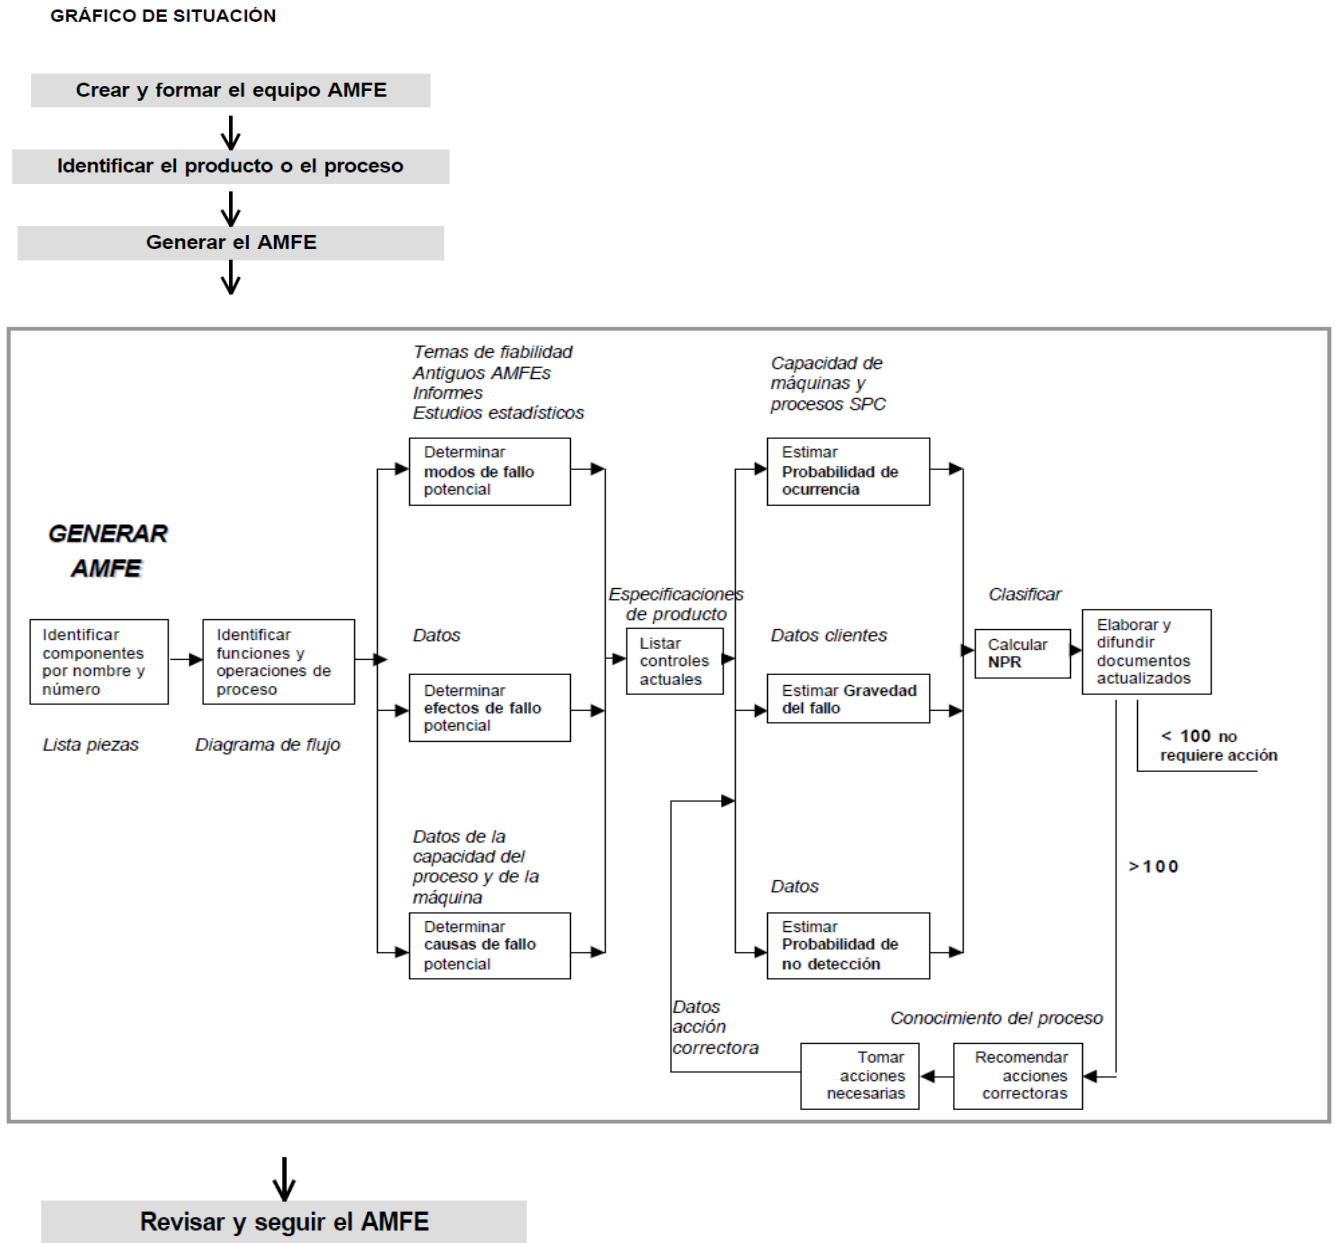 GRÁFICO DE SITUACIÓN
Crear y formar el equipo AMFE
Identificar el producto o el proceso
Generar el AMFE
GENERAR
AMFE
Identificar
componentes
por nombre y
número
Lista piezas
Identificar
funciones y
operaciones de
proceso
Diagrama de flujo
Temas de fiabilidad
Antiguos AMFEs
Informes
Estudios estadísticos
Determinar
modos de fallo
potencial
Datos
Determinar
efectos de fallo
potencial
Datos de la
capacidad del
proceso y de la
máquina
Determinar
causas de fallo
potencial
Especificaciones
de producto
Listar
controles
actuales
Capacidad de
máquinas y
procesos SPC
Estimar
Probabilidad de
ocurrencia
Datos clientes
Estimar Gravedad
del fallo
Datos
Estimar
Probabilidad de
no detección
Clasificar
Calcular
NPR
Elaborar y
difundir
documentos
actualizados
< 100 no
requiere acción
>100
Conocimiento del proceso
Recomendar
acciones
correctoras
Tomar
acciones
necesarias
Datos
acción
correctora
Revisar y seguir el AMFE